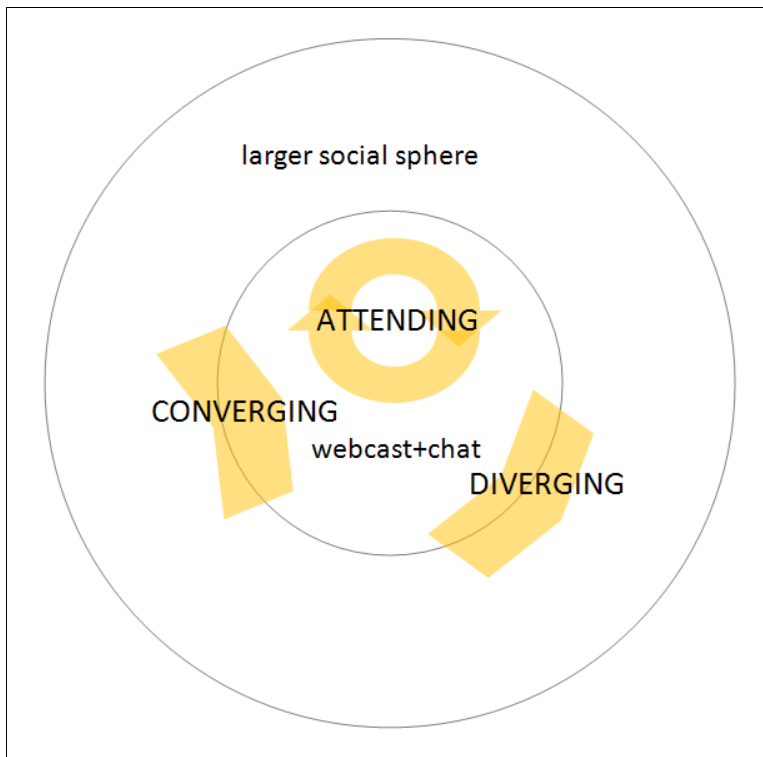 larger social sphere
ATTENDING
CONVERGING
webcast+chat
DIVERGING